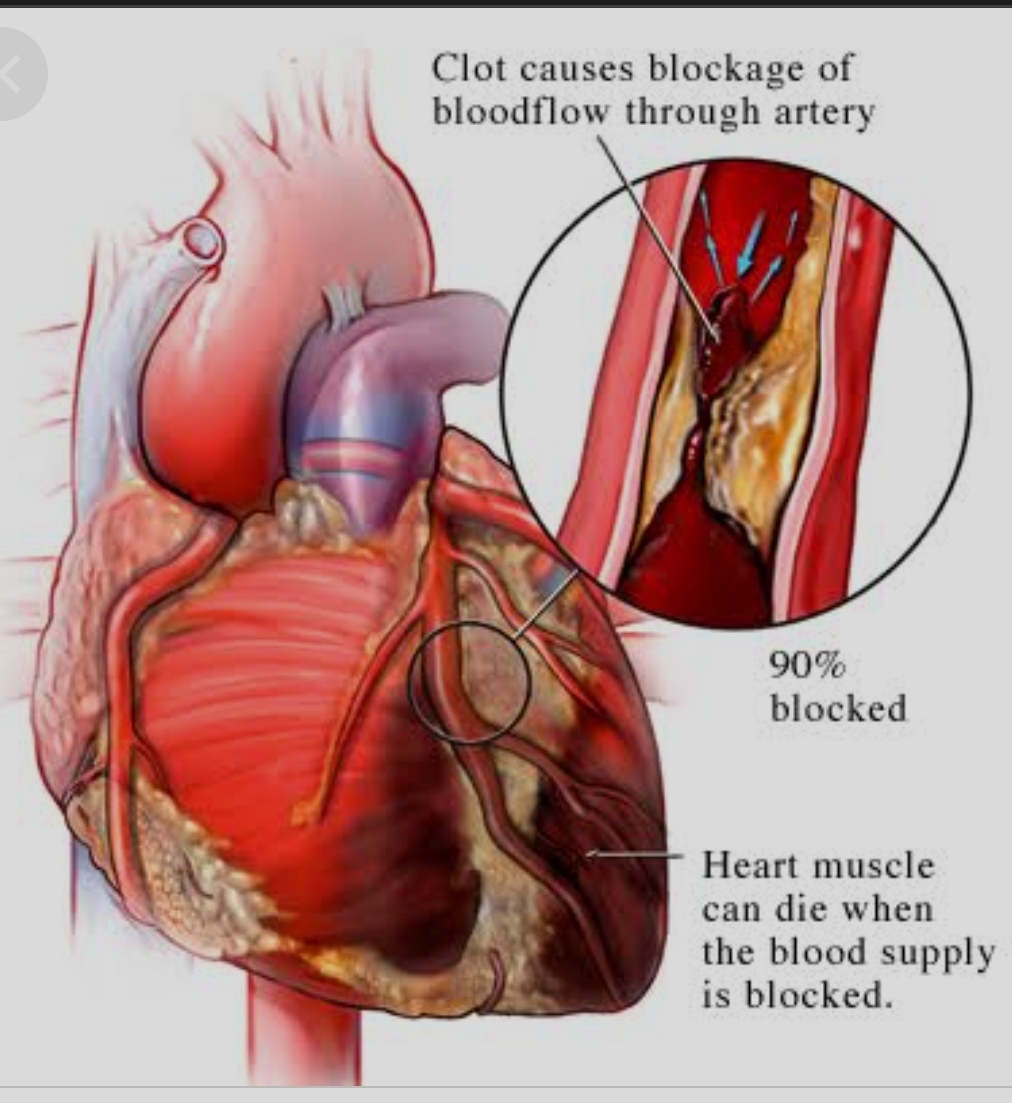 Clot causes blockage of
bloodflow through artery
90%
blocked
Heart muscle
can die when
the blood supply
is blocked.